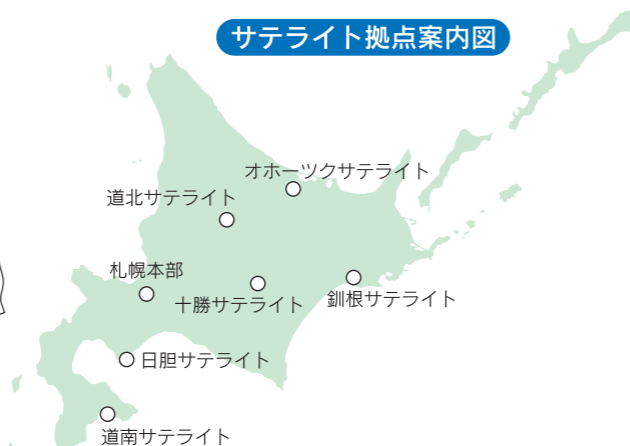 サテライト拠点案内図
オホーツクサテライト
道北サテライト
札幌本部
十勝サテライト
釧根サテライト
日胆サテライト
道南サテライト